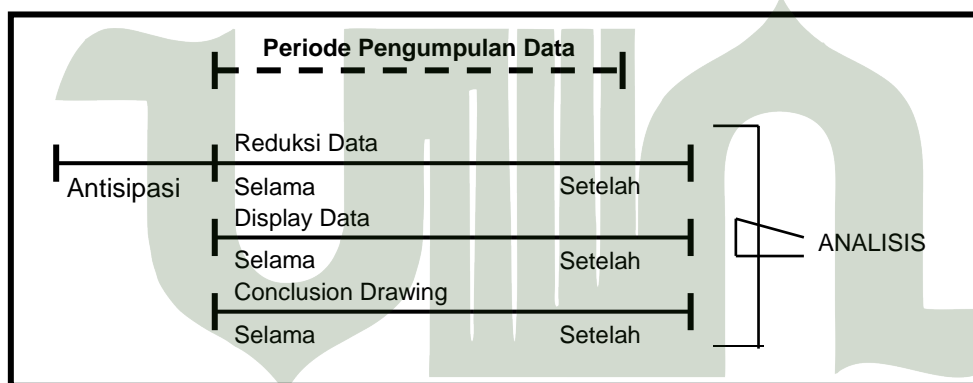 Periode Pengumpulan Data
Reduksi Data
Antisipasi
Selama Setelah
Display Data
Selama Setelah
ANALISIS
Conclusion Drawing
Selama Setelah